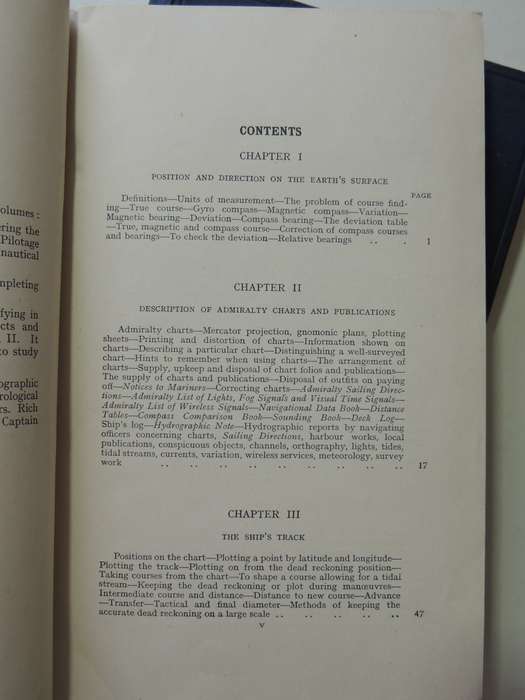 olumes :
ring the
Pilotage
nautical
mpleting
fying in
cts and
II. It
to study
ographic
rological
rs. Rich
Captain
CONTENTS
CHAPTER I
POSITION AND DIRECTION ON THE EARTH'S SURFACE
PAGE
Definitions—Units of measurement—The problem of course find-
ing—True course—Gyro compass—Magnetic compass—Variation—
Magnetic bearing—Deviation—Compass bearing—The deviation table
—True, magnetic and compass course—Correction of compass courses
and bearings—To check the deviation—Relative bearings .. . 1
CHAPTER II
DESCRIPTION OF ADMIRALTY CHARTS AND PUBLICATIONS
Admiralty charts—Mercator projection, gnomonic plans, plotting
sheets—Printing and distortion of charts—Information shown on
charts—Describing a particular chart—Distinguishing a well-surveyed
chart—Hints to remember when using charts—The arrangement of
charts—Supply, upkeep and disposal of chart folios and publications—
The supply of charts and publications—Disposal of outfits on paying
off—Notices to Mariners—Correcting charts—Admiralty Sailing Direc-
tions—Admiralty List of Lights, Fog Signals and Visual Time Signals—
Admiralty List of Wireless Signals—Navigational Data Book—Distance
Tables—Compass Comparison Book—Sounding Book—Deck Log—
Ship's log—Hydrographic Note—Hydrographic reports by navigating
officers concerning charts, Sailing Directions, harbour works, local
publications, conspicuous objects, channels, orthography, lights, tides,
tidal streams, currents, variation, wireless services, meteorology, survey
work .. .. .. .. .. .. .. .. 17
CHAPTER III
THE SHIP'S TRACK
Positions on the chart—Plotting a point by latitude and longitude—
Plotting the track—Plotting on from the dead reckoning position—
Taking courses from the chart—To shape a course allowing for a tidal
stream—Keeping the dead reckoning or plot during manœuvres—
Intermediate course and distance—Distance to new course—Advance
—Transfer—Tactical and final diameter—Methods of keeping the
accurate dead reckoning on a large scale .. .. .. .. .. 47
v